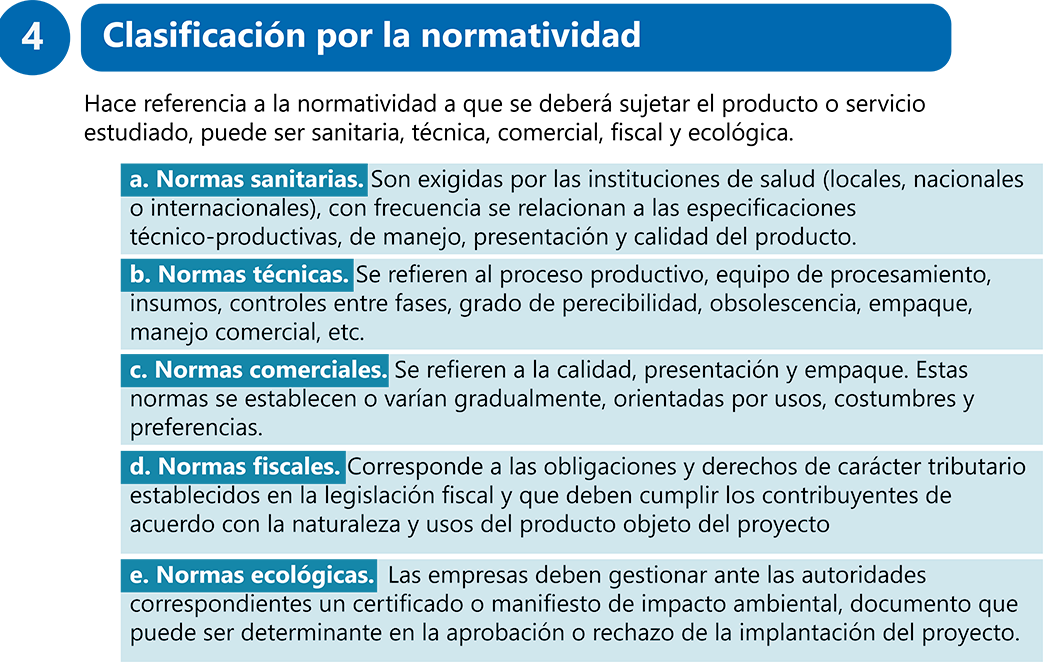 4
Clasificación por la normatividad
Hace referencia a la normatividad a que se deberá sujetar el producto o servicio
estudiado, puede ser sanitaria, técnica, comercial, fiscal y ecológica.
a. Normas sanitarias. Son exigidas por las instituciones de salud (locales, nacionales
o internacionales), con frecuencia se relacionan a las especificaciones
técnico-productivas, de manejo, presentación y calidad del producto.
b. Normas técnicas. Se refieren al proceso productivo, equipo de procesamiento,
insumos, controles entre fases, grado de perecibilidad, obsolescencia, empaque,
manejo comercial, etc.
c. Normas comerciales. Se refieren a la calidad, presentación y empaque. Estas
normas se establecen o varían gradualmente, orientadas por usos, costumbres y
preferencias.
d. Normas fiscales. Corresponde a las obligaciones y derechos de carácter tributario
establecidos en la legislación fiscal y que deben cumplir los contribuyentes de
acuerdo con la naturaleza y usos del producto objeto del proyecto
e. Normas ecológicas. Las empresas deben gestionar ante las autoridades
correspondientes un certificado o manifiesto de impacto ambiental, documento que
puede ser determinante en la aprobación o rechazo de la implantación del proyecto.